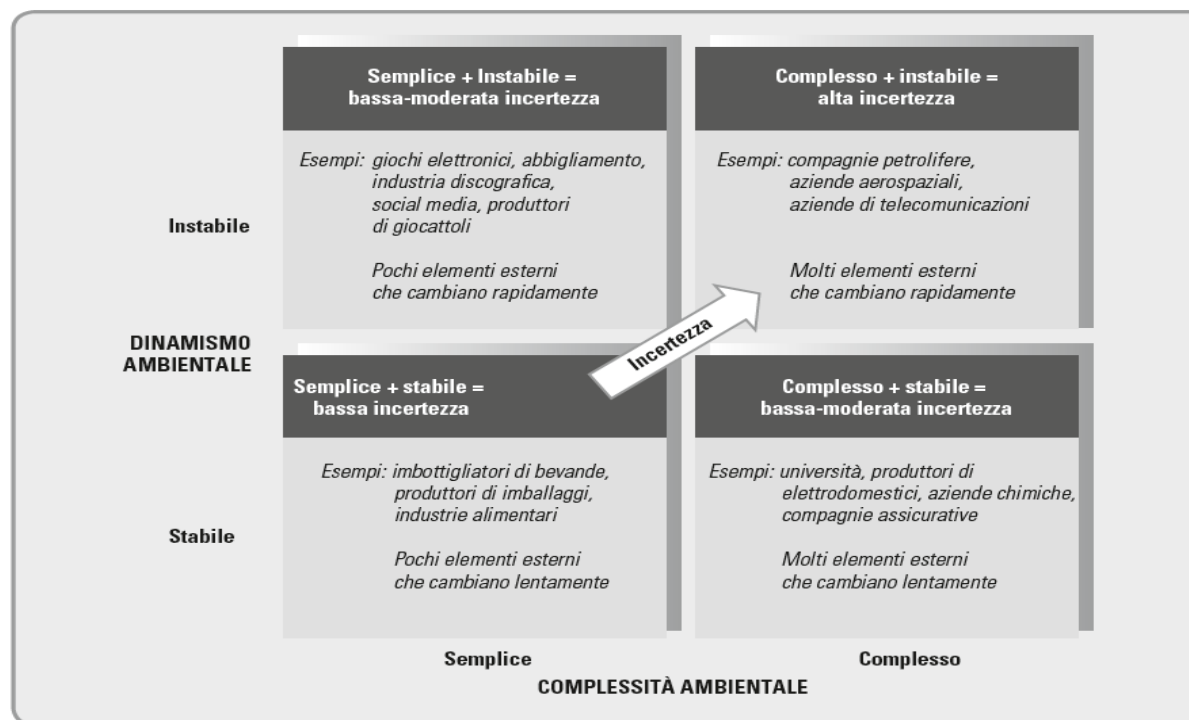 Semplice + Instabile =
bassa-moderata incertezza
Esempi: giochi elettronici, abbigliamento,
industria discografica,
social media, produttori
di giocattoli
Pochi elementi esterni
che cambiano rapidamente
Complesso + instabile =
alta incertezza
Esempi: compagnie petrolifere,
aziende aerospaziali,
aziende di telecomunicazioni
Molti elementi esterni
che cambiano rapidamente
Instabile
DINAMISMO
AMBIENTALE
Incertezza
Semplice + stabile =
bassa incertezza
Esempi: imbottigliatori di bevande,
produttori di imballaggi,
industrie alimentari
Pochi elementi esterni
che cambiano lentamente
Complesso + stabile =
bassa-moderata incertezza
Esempi: università, produttori di
elettrodomestici, aziende chimiche,
compagnie assicurative
Molti elementi esterni
che cambiano lentamente
Stabile
Semplice
Complesso
COMPLESSITÀ AMBIENTALE